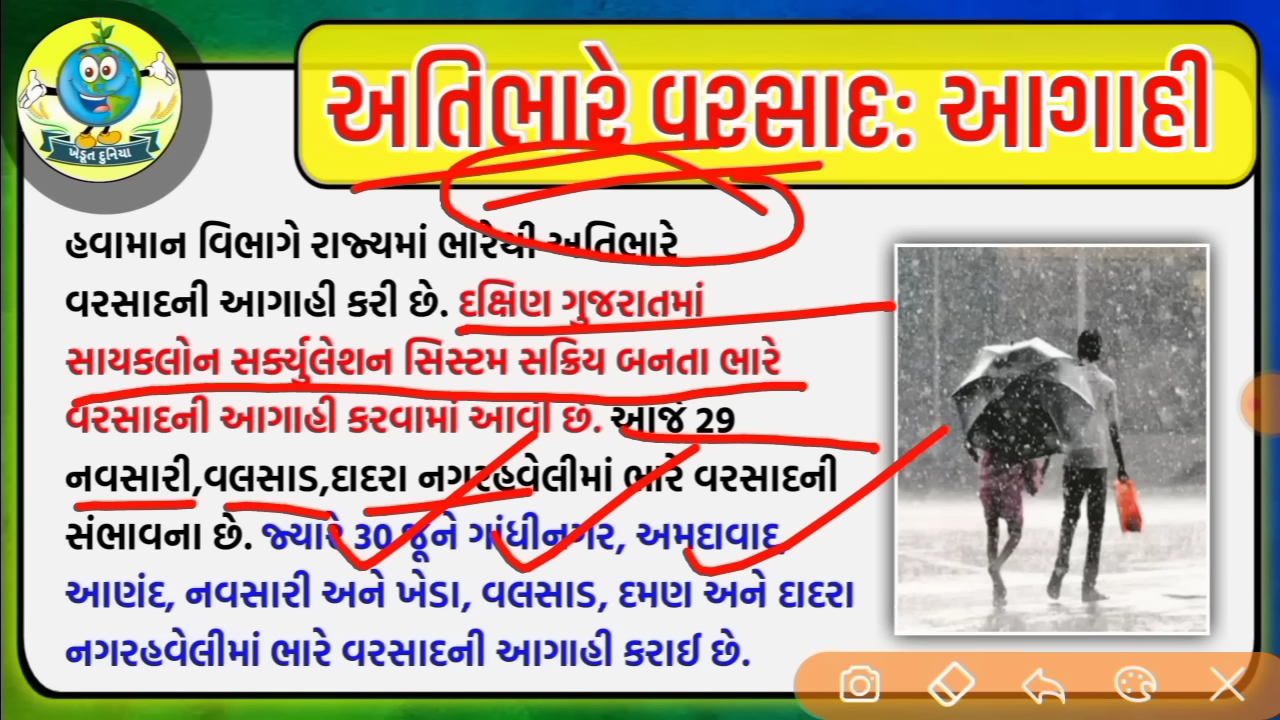 ખેડૂત દુનિયા
અતિભારે વરસાદ: આગાહી
હવામાન વિભાગે રાજ્યમાં ભારેથી અતિભારે
વરસાદની આગાહી કરી છે. દક્ષિણ ગુજરાતમાં
સાયકલોન સર્ક્યુલેશન સિસ્ટમ સક્રિય બનતા ભારે
વરસાદની આગાહી કરવામાં આવી છે. આજે 29
નવસારી,વલસાડ,દાદરા નગરહવેલીમાં ભારે વરસાદની
સંભાવના છે. જ્યારે 30 જૂને ગાંધીનગર, અમદાવાદ,
આણંદ, નવસારી અને ખેડા, વલસાડ, દમણ અને દાદરા
નગરહવેલીમાં ભારે વરસાદની આગાહી કરાઈ છે.